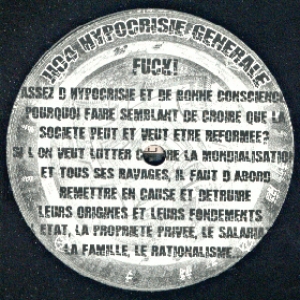 1194 HYPOCRISIE GENERALE
FUCK!
ASSEZ D HYPOCRISIE ET DE BONNE CONSCIENCE
POURQUOI FAIRE SEMBLANT DE CROIRE QUE LA
SOCIETE PEUT ET VEUT ETRE REFORMEE?
SI L ON VEUT LUTTER CONTRE LA MONDIALISATION
ET TOUS SES RAVAGES, IL FAUT D ABORD
REMETTRE EN CAUSE ET DETRUIRE
LEURS ORIGINES ET LEURS FONDEMENTS
L ETAT, LA PROPRIETE PRIVEE, LE SALARIAT
LA FAMILLE, LE RATIONALISME...